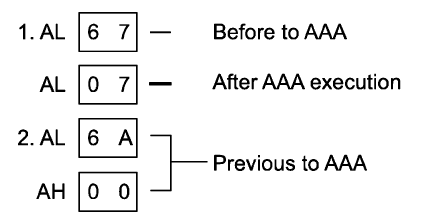 1. AL 6 7 — Before to AAA
AL 0 7 — After AAA execution
2. AL 6 A
Previous to AAA
AH 0 0